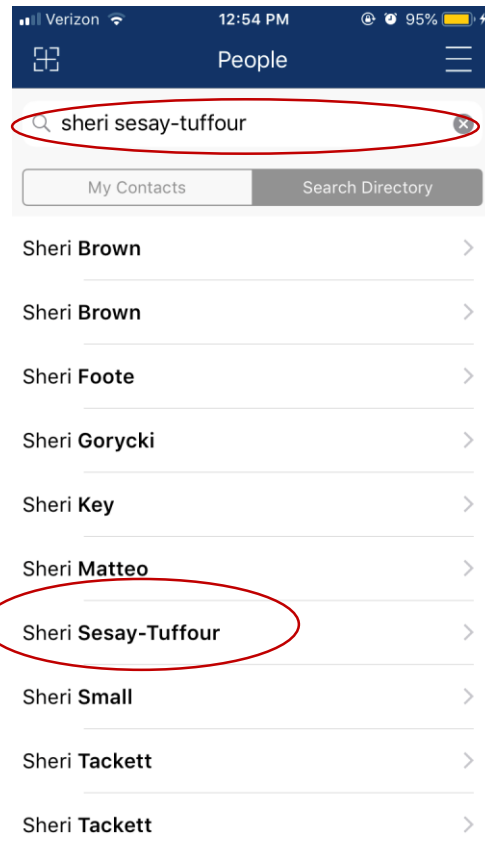 Verizon 12:54 PM 95%
People
sheri sesay-tuffour
My Contacts Search Directory
Sheri Brown
Sheri Brown
Sheri Foote
Sheri Gorycki
Sheri Key
Sheri Matteo
Sheri Sesay-Tuffour
Sheri Small
Sheri Tackett
Sheri Tackett